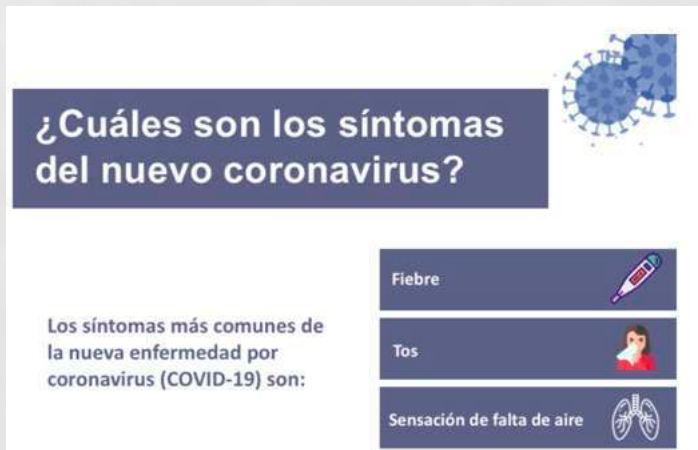 ¿Cuáles son los síntomas
del nuevo coronavirus?
Los síntomas más comunes de
la nueva enfermedad por
coronavirus (COVID-19) son:
Fiebre
Tos
Sensación de falta de aire